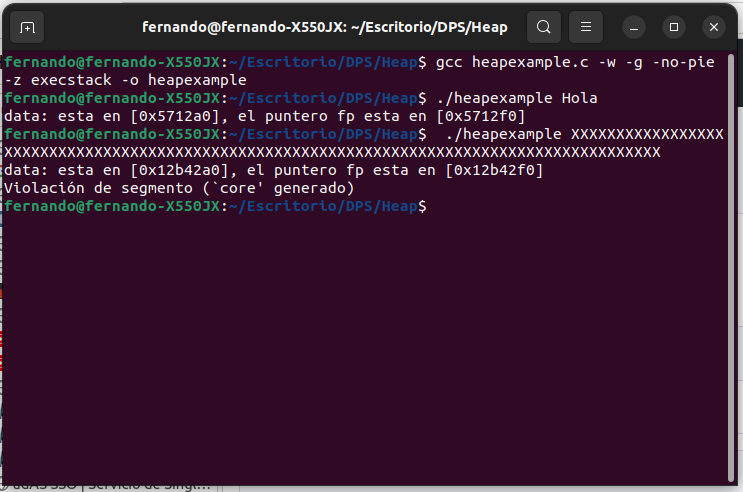 fernando@fernando-X550JX: ~/Escritorio/DPS/Heap
fernando@fernando-X550JX:~/Escritorio/DPS/Heap$ gcc heapexample.c -w -g -no-pie
-z execstack -o heapexample
fernando@fernando-X550JX:~/Escritorio/DPS/Heap$ ./heapexample Hola
data: esta en [0x5712a0], el puntero fp esta en [0x5712f0]
fernando@fernando-X550JX:~/Escritorio/DPS/Heap$  ./heapexample XXXXXXXXXXXXXXXXX
XXXXXXXXXXXXXXXXXXXXXXXXXXXXXXXXXXXXXXXXXXXXXXXXXXXXXXXXXXXXXXXXXXXXXXXXX
data: esta en [0x12b42a0], el puntero fp esta en [0x12b42f0]
Violación de segmento (`core' generado)
fernando@fernando-X550JX:~/Escritorio/DPS/Heap$